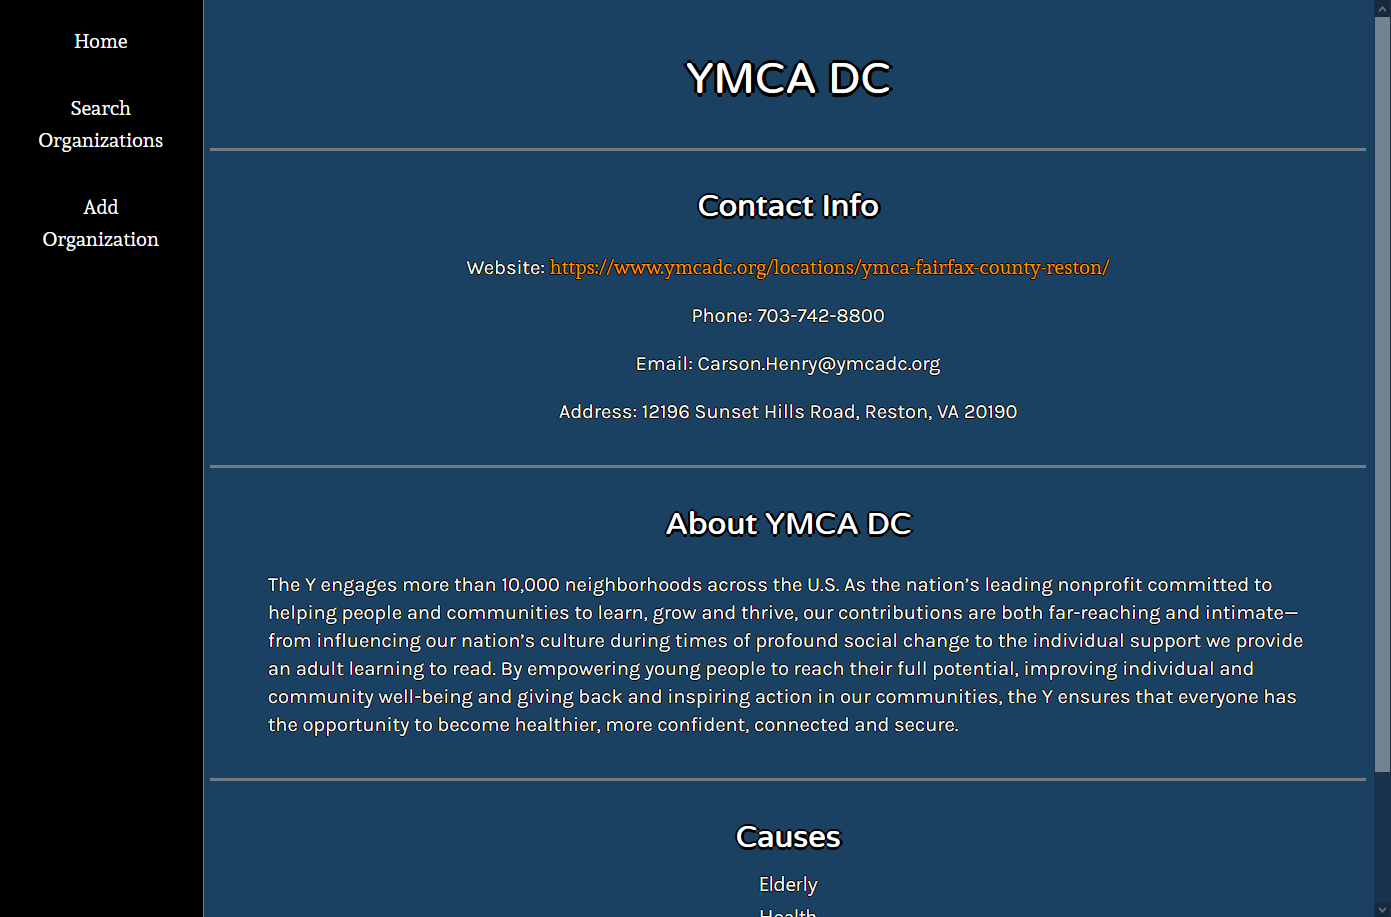 Home
Search
Organizations
Add
Organization
YMCA DC
Contact Info
Website: https://www.ymcadc.org/locations/ymca-fairfax-county-reston/
Phone: 703-742-8800
Email: Carson.Henry@ymcadc.org
Address: 12196 Sunset Hills Road, Reston, VA 20190
About YMCA DC
The Y engages more than 10,000 neighborhoods across the U.S. As the nation’s leading nonprofit committed to
helping people and communities to learn, grow and thrive, our contributions are both far-reaching and intimate—
from influencing our nation’s culture during times of profound social change to the individual support we provide
an adult learning to read. By empowering young people to reach their full potential, improving individual and
community well-being and giving back and inspiring action in our communities, the Y ensures that everyone has
the opportunity to become healthier, more confident, connected and secure.
Causes
Elderly
Health